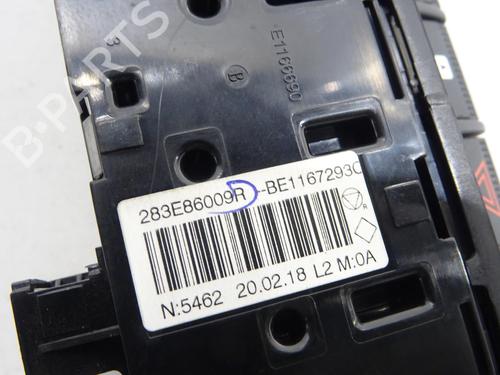 B-PARTS
E1166690
B
283E86009R D -BE1167293C
R
N:5462 20.02.18 L2 M:0A